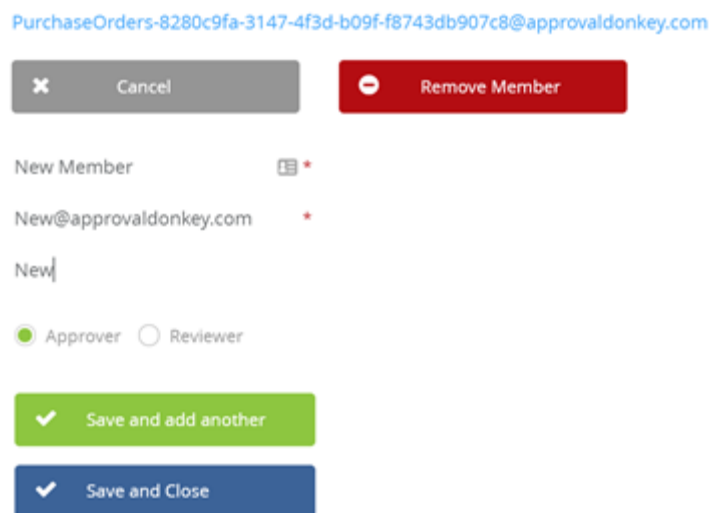 PurchaseOrders-8280c9fa-3147-4f3d-b09f-f8743db907c8@approvaldonkey.com
Cancel Remove Member
New Member *
New@approvaldonkey.com *
New
Approver Reviewer
Save and add another
Save and Close